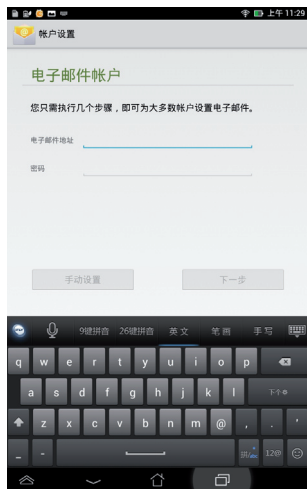 上午 11:29
帐户设置
电子邮件帐户
您只需执行几个步骤，即可为大多数帐户设置电子邮件。
电子邮件地址
密码
手动设置 下一步
9键拼音 26键拼音 英文 笔画 手写
q w e r t y u i o p
a s d f g h j k l 下个
z x c v b n m @ , . '
_ - 拼/abc 12@